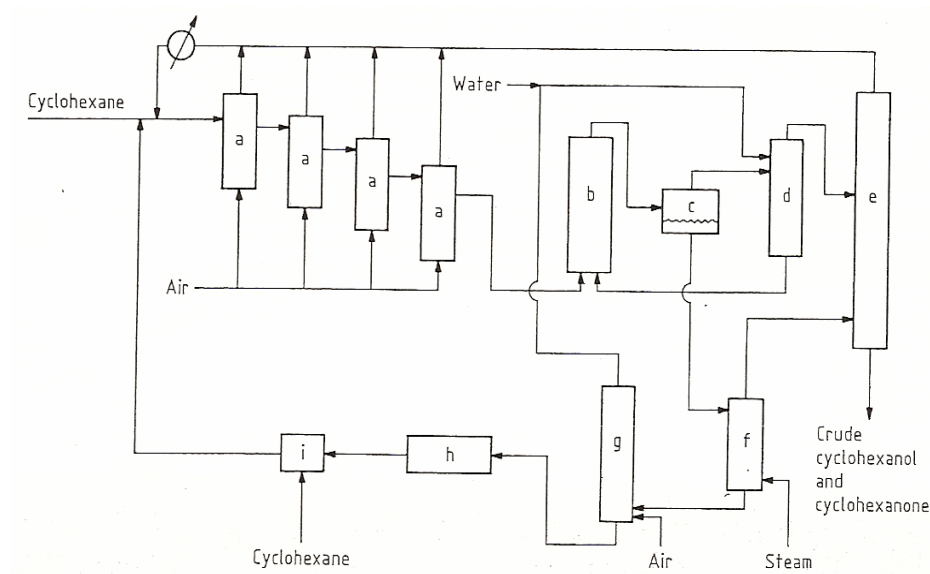 Cyclohexane
Water
a
a
a
a
b
c
d
e
Air
f
g
h
i
Crude
cyclohexanol
and
cyclohexanone
Cyclohexane
Air
Steam